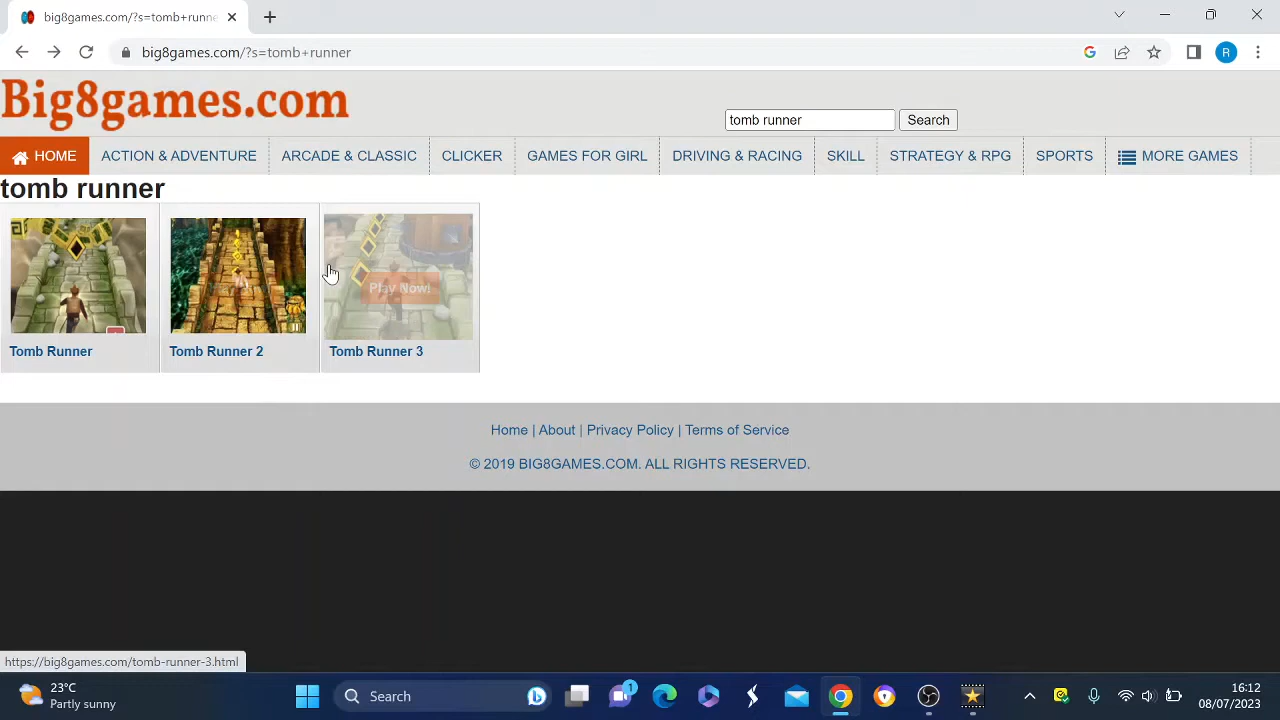 big8games.com/?s=tomb+runne
big8games.com/?s=tomb+runner
R
Big8games.com
tomb runner
Search
HOME
ACTION & ADVENTURE
ARCADE & CLASSIC
CLICKER
GAMES FOR GIRL
DRIVING & RACING
SKILL
STRATEGY & RPG
SPORTS
MORE GAMES
tomb runner
Play Now!
Tomb Runner
Tomb Runner 2
Tomb Runner 3
Home | About | Privacy Policy | Terms of Service
© 2019 BIG8GAMES.COM. ALL RIGHTS RESERVED.
https://big8games.com/tomb-runner-3.html
23°C
Partly sunny
Search
1
16:12
08/07/2023